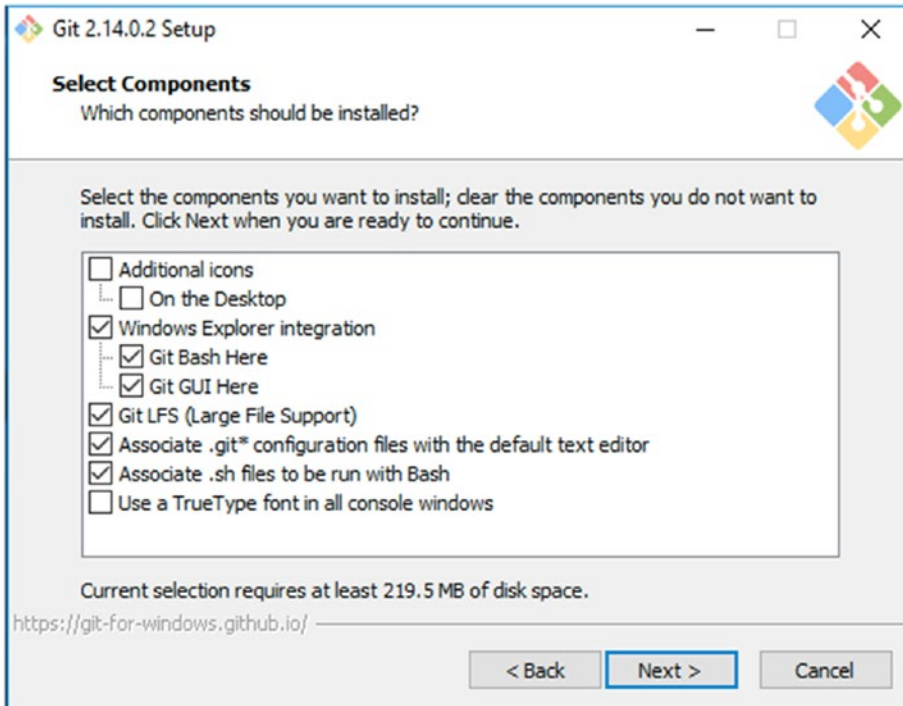 Git 2.14.0.2 Setup
Select Components
Which components should be installed?
Select the components you want to install; clear the components you do not want to
install. Click Next when you are ready to continue.
Additional icons
On the Desktop
Windows Explorer integration
Git Bash Here
Git GUI Here
Git LFS (Large File Support)
Associate .git* configuration files with the default text editor
Associate .sh files to be run with Bash
Use a TrueType font in all console windows
Current selection requires at least 219.5 MB of disk space.
https://git-for-windows.github.io/
< Back Next > Cancel